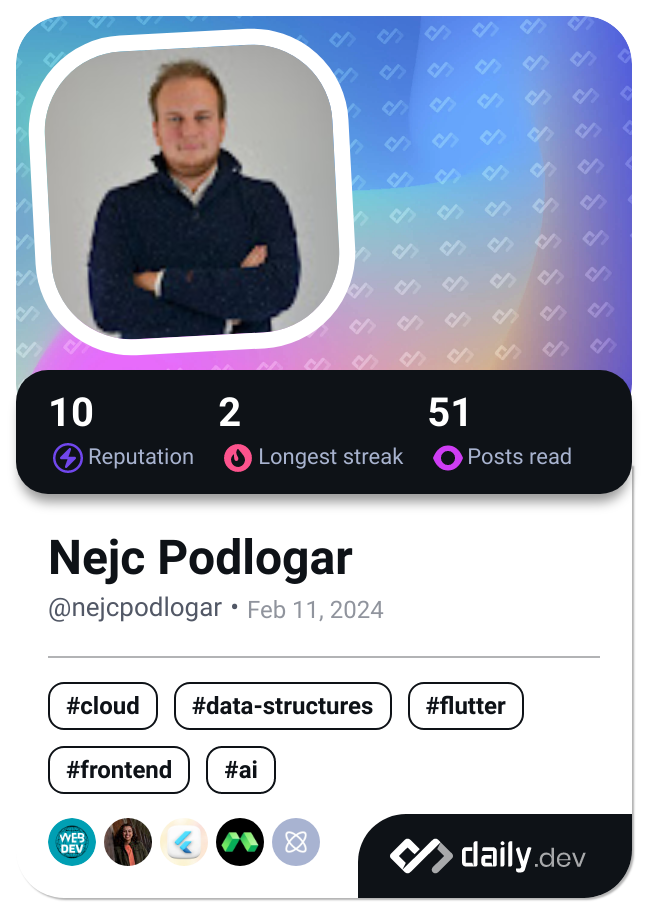 10 2 51
Reputation Longest streak Posts read
Nejc Podlogar
@nejcpodlogar • Feb 11, 2024
#cloud #data-structures #flutter
#frontend #ai
WEB
DEV
daily.dev